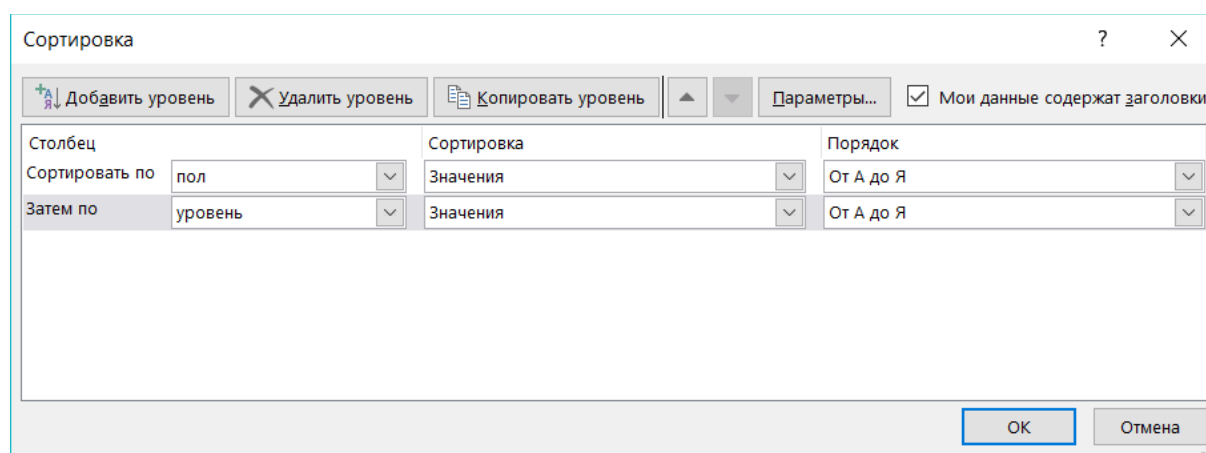 Сортировка ?
Добавить уровень Удалить уровень Копировать уровень Параметры... Мои данные содержат заголовки
Столбец Сортировка Порядок
Сортировать по пол Значения От А до Я
Затем по уровень Значения От А до Я
ОК Отмена